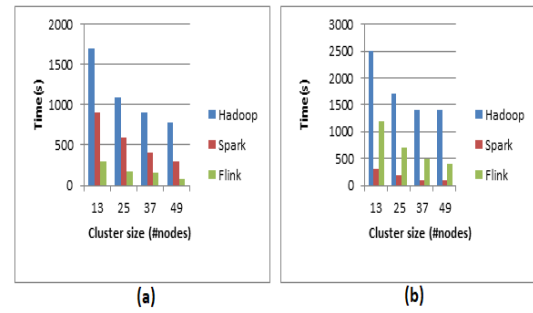 2000
1500
1000
500
0
Time(s)
13 25 37 49
Cluster size (#nodes)
Hadoop
Spark
Flink
(a)
3000
2500
2000
1500
1000
500
0
Time(s)
13 25 37 49
Cluster size (#nodes)
Hadoop
Spark
Flink
(b)